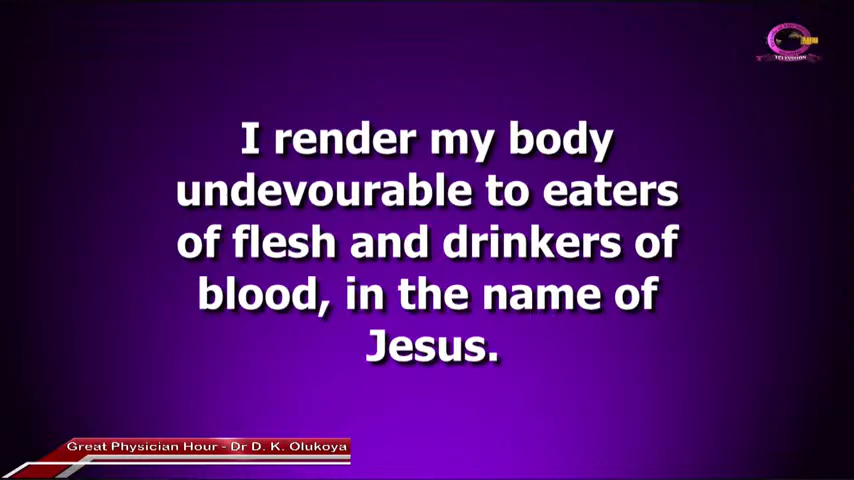 TELEVISION
I render my body
undevourable to eaters
of flesh and drinkers of
blood, in the name of
Jesus.
Great Physician Hour - Dr D. K. Olukoya